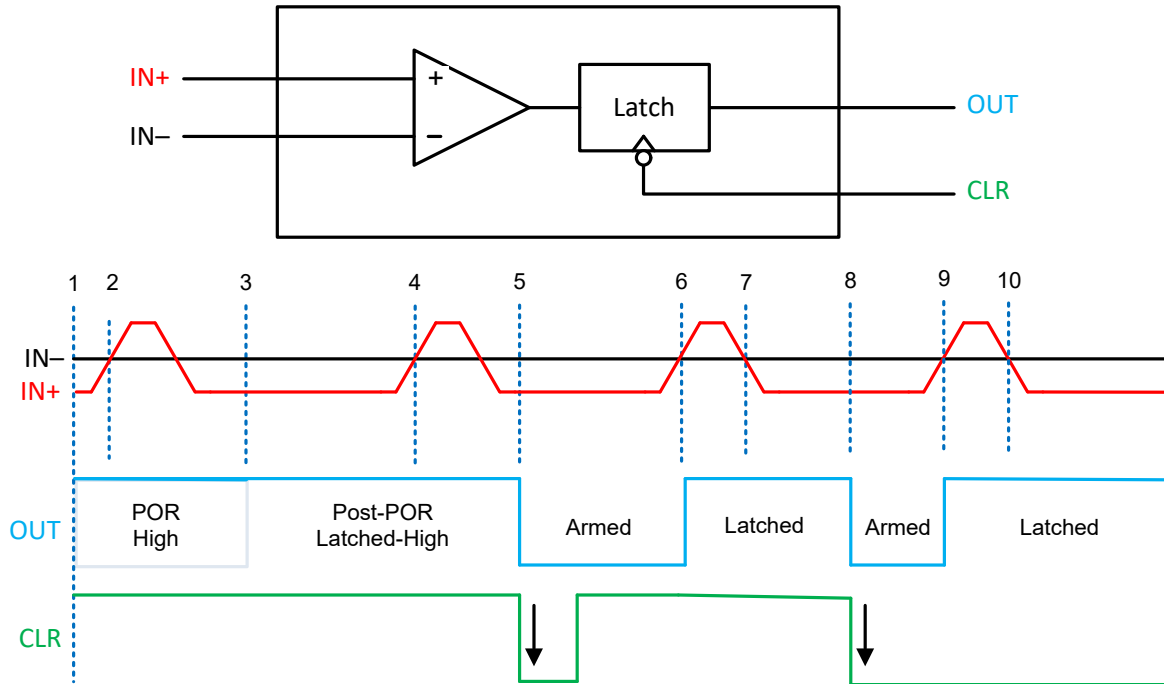 IN+
+
Latch
OUT
IN–
–
CLR
1 2 3 4 5 6 7 8 9 10
IN–
IN+
POR
High
Post-POR
Latched-High
Armed
Latched
Armed
Latched
OUT
CLR